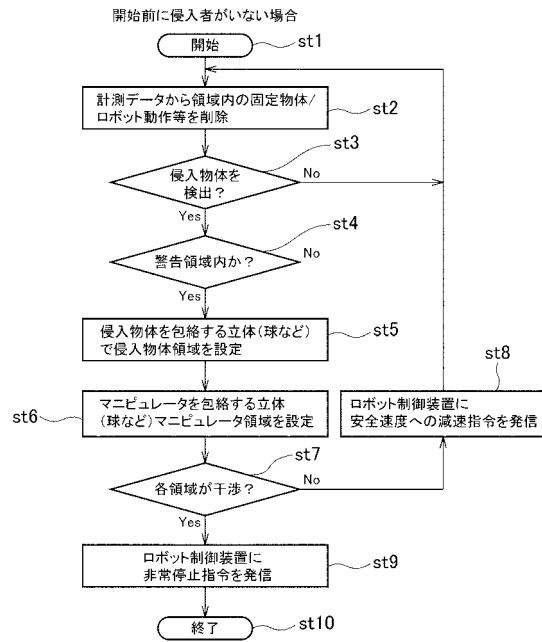 開始前に侵入者がいない場合
開始
st1
計測データから領域内の固定物体/
ロボット動作等を削除
st2
st3
侵入物体を
検出?
No
Yes
st4
警告領域内か?
No
Yes
侵入物体を包絡する立体(球など)
で侵入物体領域を設定
st5
st8
st6
マニピュレータを包絡する立体
(球など)マニピュレータ領域を設定
ロボット制御装置に
安全速度への減速指令を発信
st7
各領域が干渉?
No
Yes
ロボット制御装置に
非常停止指令を発信
st9
終了
st10